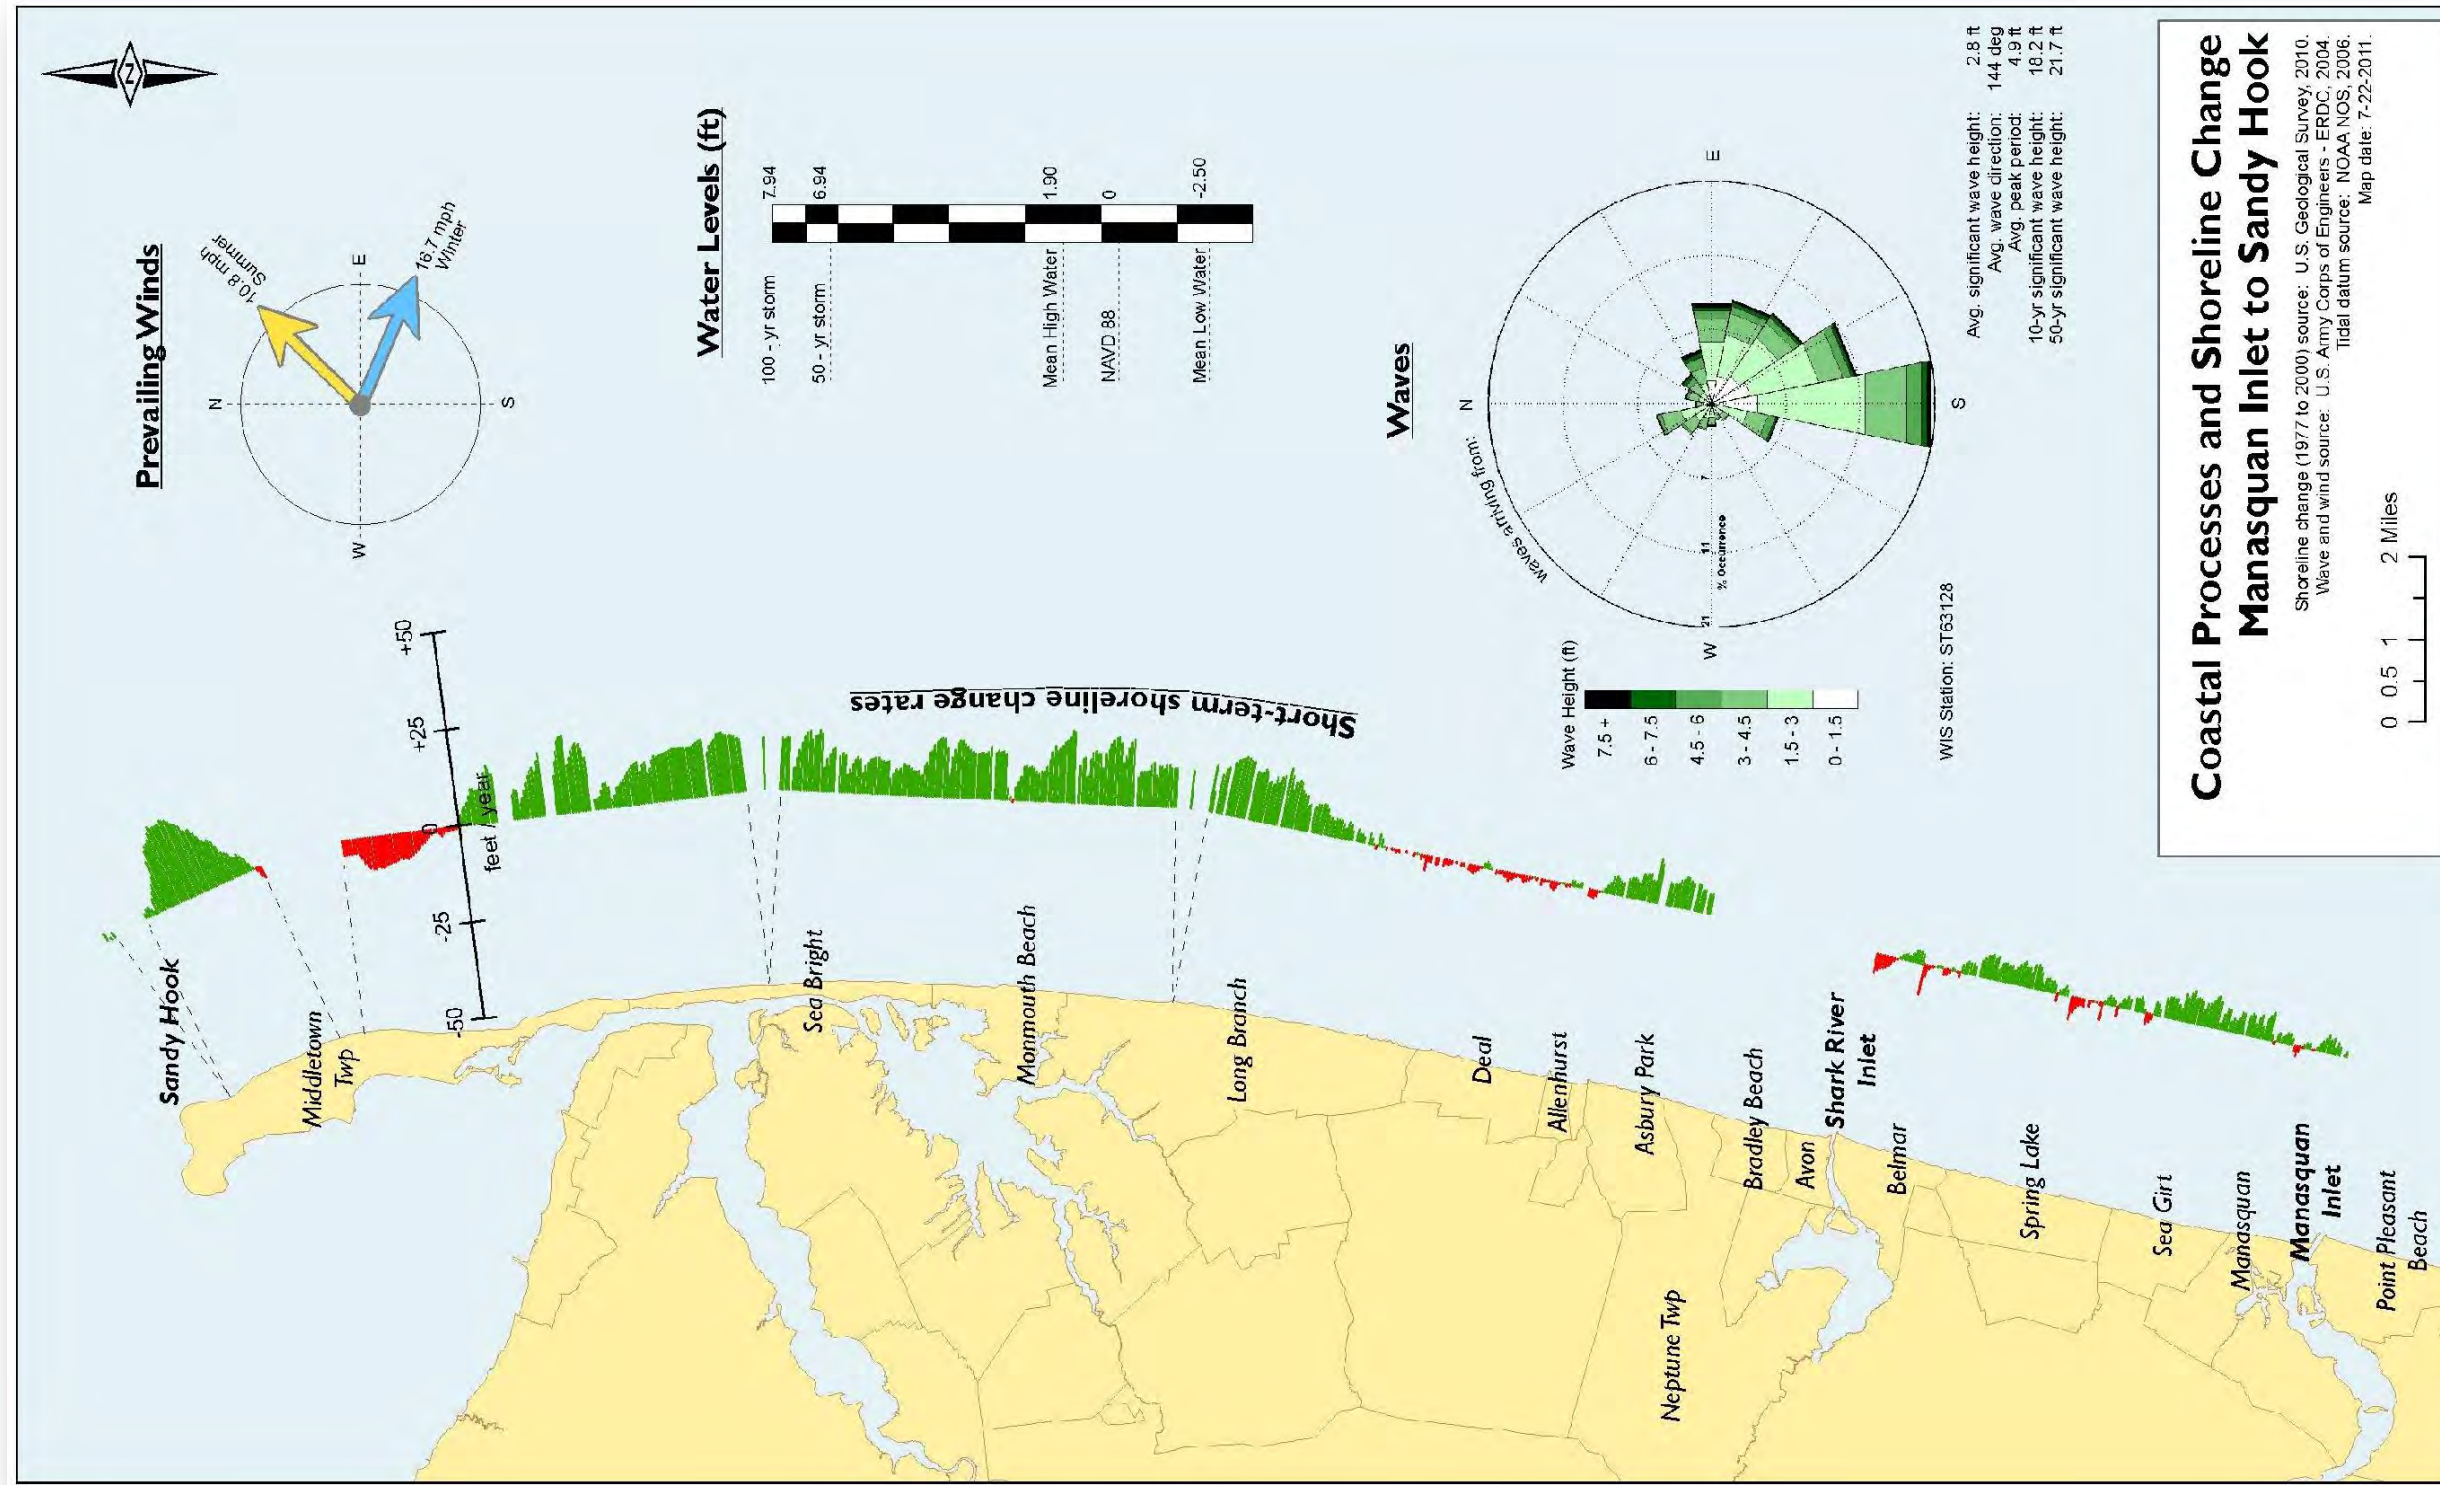 Z
Prevailing Winds
10.8 mph
Summer
16.7 mph
Winter
N
E
S
W
Water Levels (ft)
100 - yr storm 7.94
50 - yr storm 6.94
Mean High Water 1.90
NAVD 88 0
Mean Low Water -2.50
Waves
waves arriving from:
N
E
S
W
7
11
21
% Occurrence
Wave Height (ft)
7.5 +
6 - 7.5
4.5 - 6
3 - 4.5
1.5 - 3
0 - 1.5
WIS Station: ST63128
Avg. significant wave height: 2.8 ft
Avg. wave direction: 144 deg
Avg. peak period: 4.9 ft
10-yr significant wave height: 18.2 ft
50-yr significant wave height: 21.7 ft
Short-term shoreline change rates
-50
-25
0
+25
+50
feet / year
Sandy Hook
Middletown
Twp
Sea Bright
Monmouth Beach
Long Branch
Deal
Allenhurst
Asbury Park
Neptune Twp
Bradley Beach
Avon
Shark River
Inlet
Belmar
Spring Lake
Sea Girt
Manasquan
Manasquan
Inlet
Point Pleasant
Beach
Coastal Processes and Shoreline Change
Manasquan Inlet to Sandy Hook
Shoreline change (1977 to 2000) source: U.S. Geological Survey, 2010.
Wave and wind source: U.S. Army Corps of Engineers - ERDC, 2004.
Tidal datum source: NOAA NOS, 2006.
Map date: 7-22-2011.
0 0.5 1 2 Miles